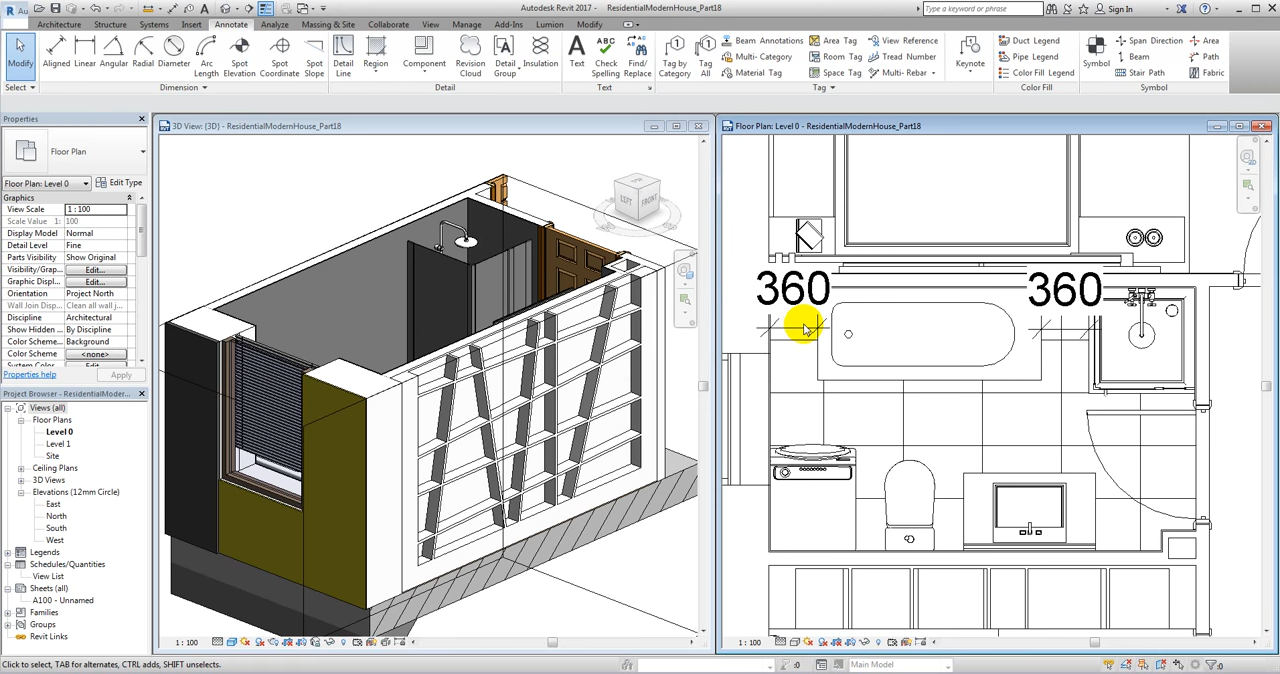 Autodesk Revit 2017 - ResidentialModernHouse_Part18
Type a keyword or phrase
Sign In
Architecture Structure Systems Insert Annotate Analyze Massing & Site Collaborate View Manage Add-Ins Lumion Modify
Modify
Aligned Linear Angular Radial Diameter Arc Length Spot Elevation Spot Coordinate Spot Slope
Detail Line Region Component Revision Cloud Detail Group Insulation
Text Check Spelling Find/ Replace
Tag by Category Tag All
Beam Annotations Area Tag View Reference
Multi- Category Room Tag Tread Number
Material Tag Space Tag Multi-Rebar
Keynote
Duct Legend
Pipe Legend
Color Fill Legend
Symbol
Span Direction Area
Beam Path
Stair Path Fabric
Select Dimension Detail Text Tag Color Fill Symbol
Properties
Floor Plan
Floor Plan: Level 0 Edit Type
Graphics
View Scale 1 : 100
Scale Value 1: 100
Display Model Normal
Detail Level Fine
Parts Visibility Show Original
Visibility/Grap... Edit...
Graphic Displ... Edit...
Orientation Project North
Wall Join Disp... Clean all wall j...
Discipline Architectural
Show Hidden ... By Discipline
Color Scheme ... Background
Color Scheme <none>
System Color ... Edit...
Properties help Apply
Project Browser - ResidentialModer...
Views (all)
Floor Plans
Level 0
Level 1
Site
Ceiling Plans
3D Views
Elevations (12mm Circle)
East
North
South
West
Legends
Schedules/Quantities
View List
Sheets (all)
A100 - Unnamed
Families
Groups
Revit Links
3D View: {3D} - ResidentialModernHouse_Part18
LEFT FRONT
1 : 100
Floor Plan: Level 0 - ResidentialModernHouse_Part18
360 360
1 : 100
Click to select, TAB for alternates, CTRL adds, SHIFT unselects.
:0 Main Model :0